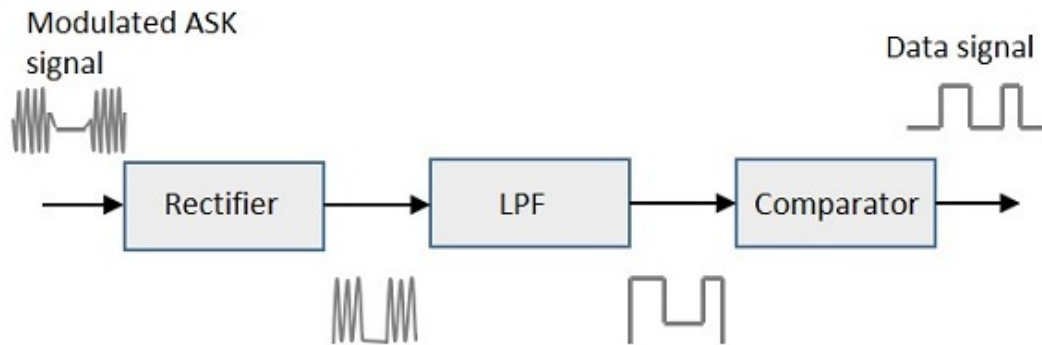 Modulated ASK
signal
Data signal
Rectifier
LPF
Comparator